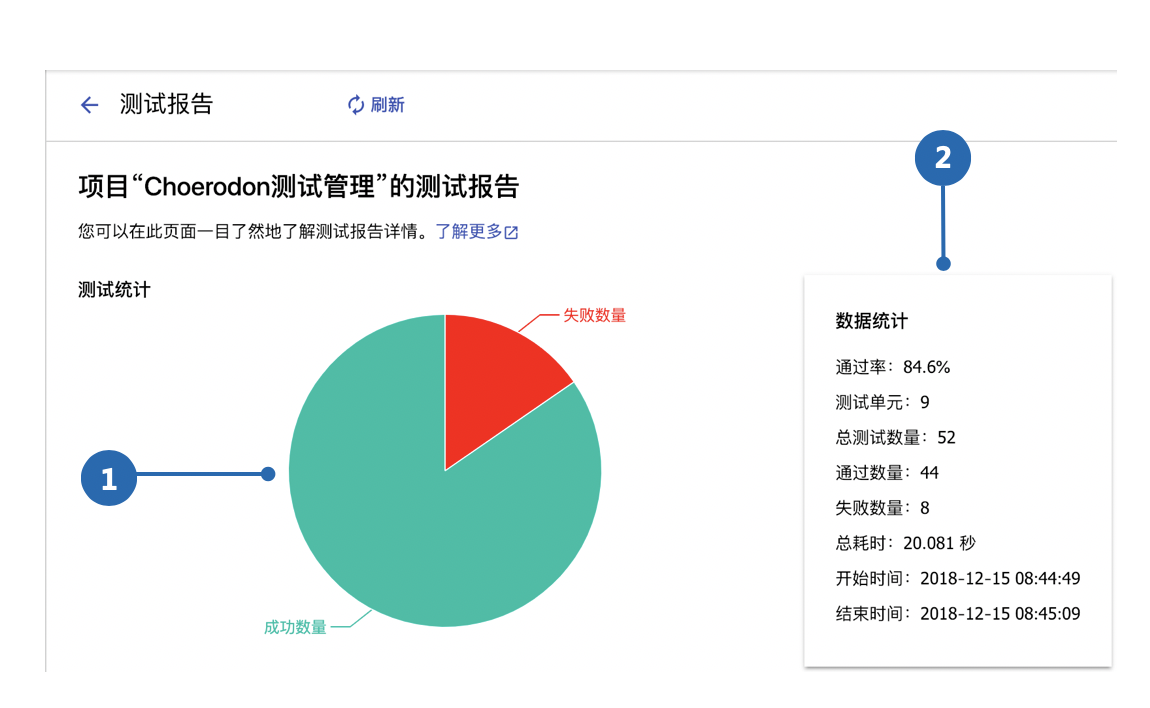 测试报告
刷新
项目“Choerodon测试管理”的测试报告
您可以在此页面一目了然地了解测试报告详情。了解更多
测试统计
失败数量
成功数量
1
2
数据统计
通过率：84.6%
测试单元：9
总测试数量：52
通过数量：44
失败数量：8
总耗时：20.081 秒
开始时间：2018-12-15 08:44:49
结束时间：2018-12-15 08:45:09